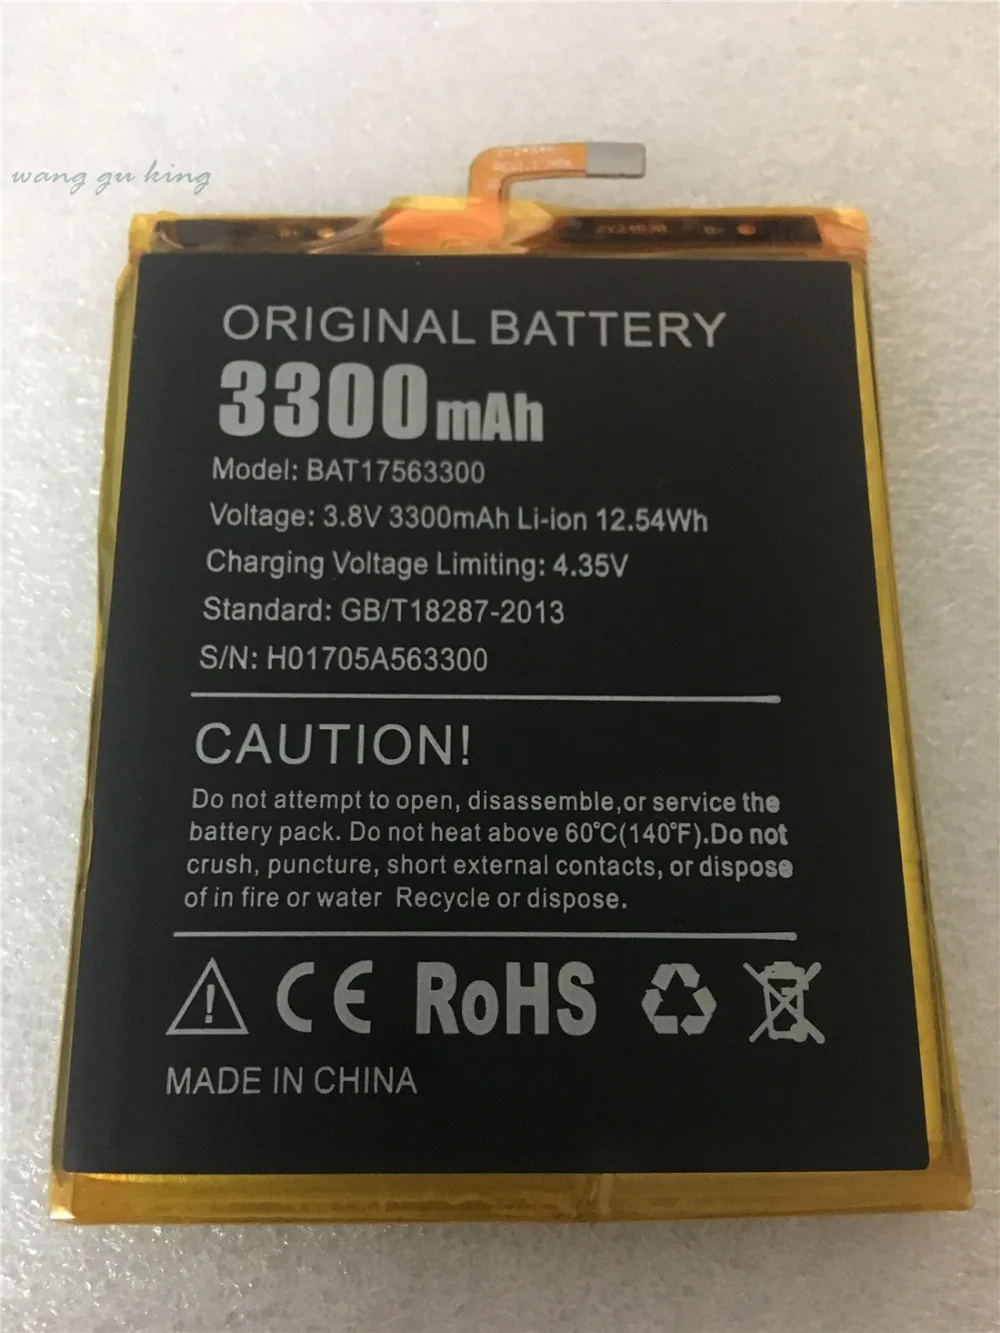 wang gu king
ZY24630
ORIGINAL BATTERY
3300mAh
Model: BAT17563300
Voltage: 3.8V 3300mAh Li-ion 12.54Wh
Charging Voltage Limiting: 4.35V
Standard: GB/T18287-2013
S/N: H01705A563300
CAUTION!
Do not attempt to open, disassemble,or service the
battery pack. Do not heat above 60°C(140°F).Do not
crush, puncture, short external contacts, or dispose
of in fire or water Recycle or dispose.
! CE RoHS
MADE IN CHINA